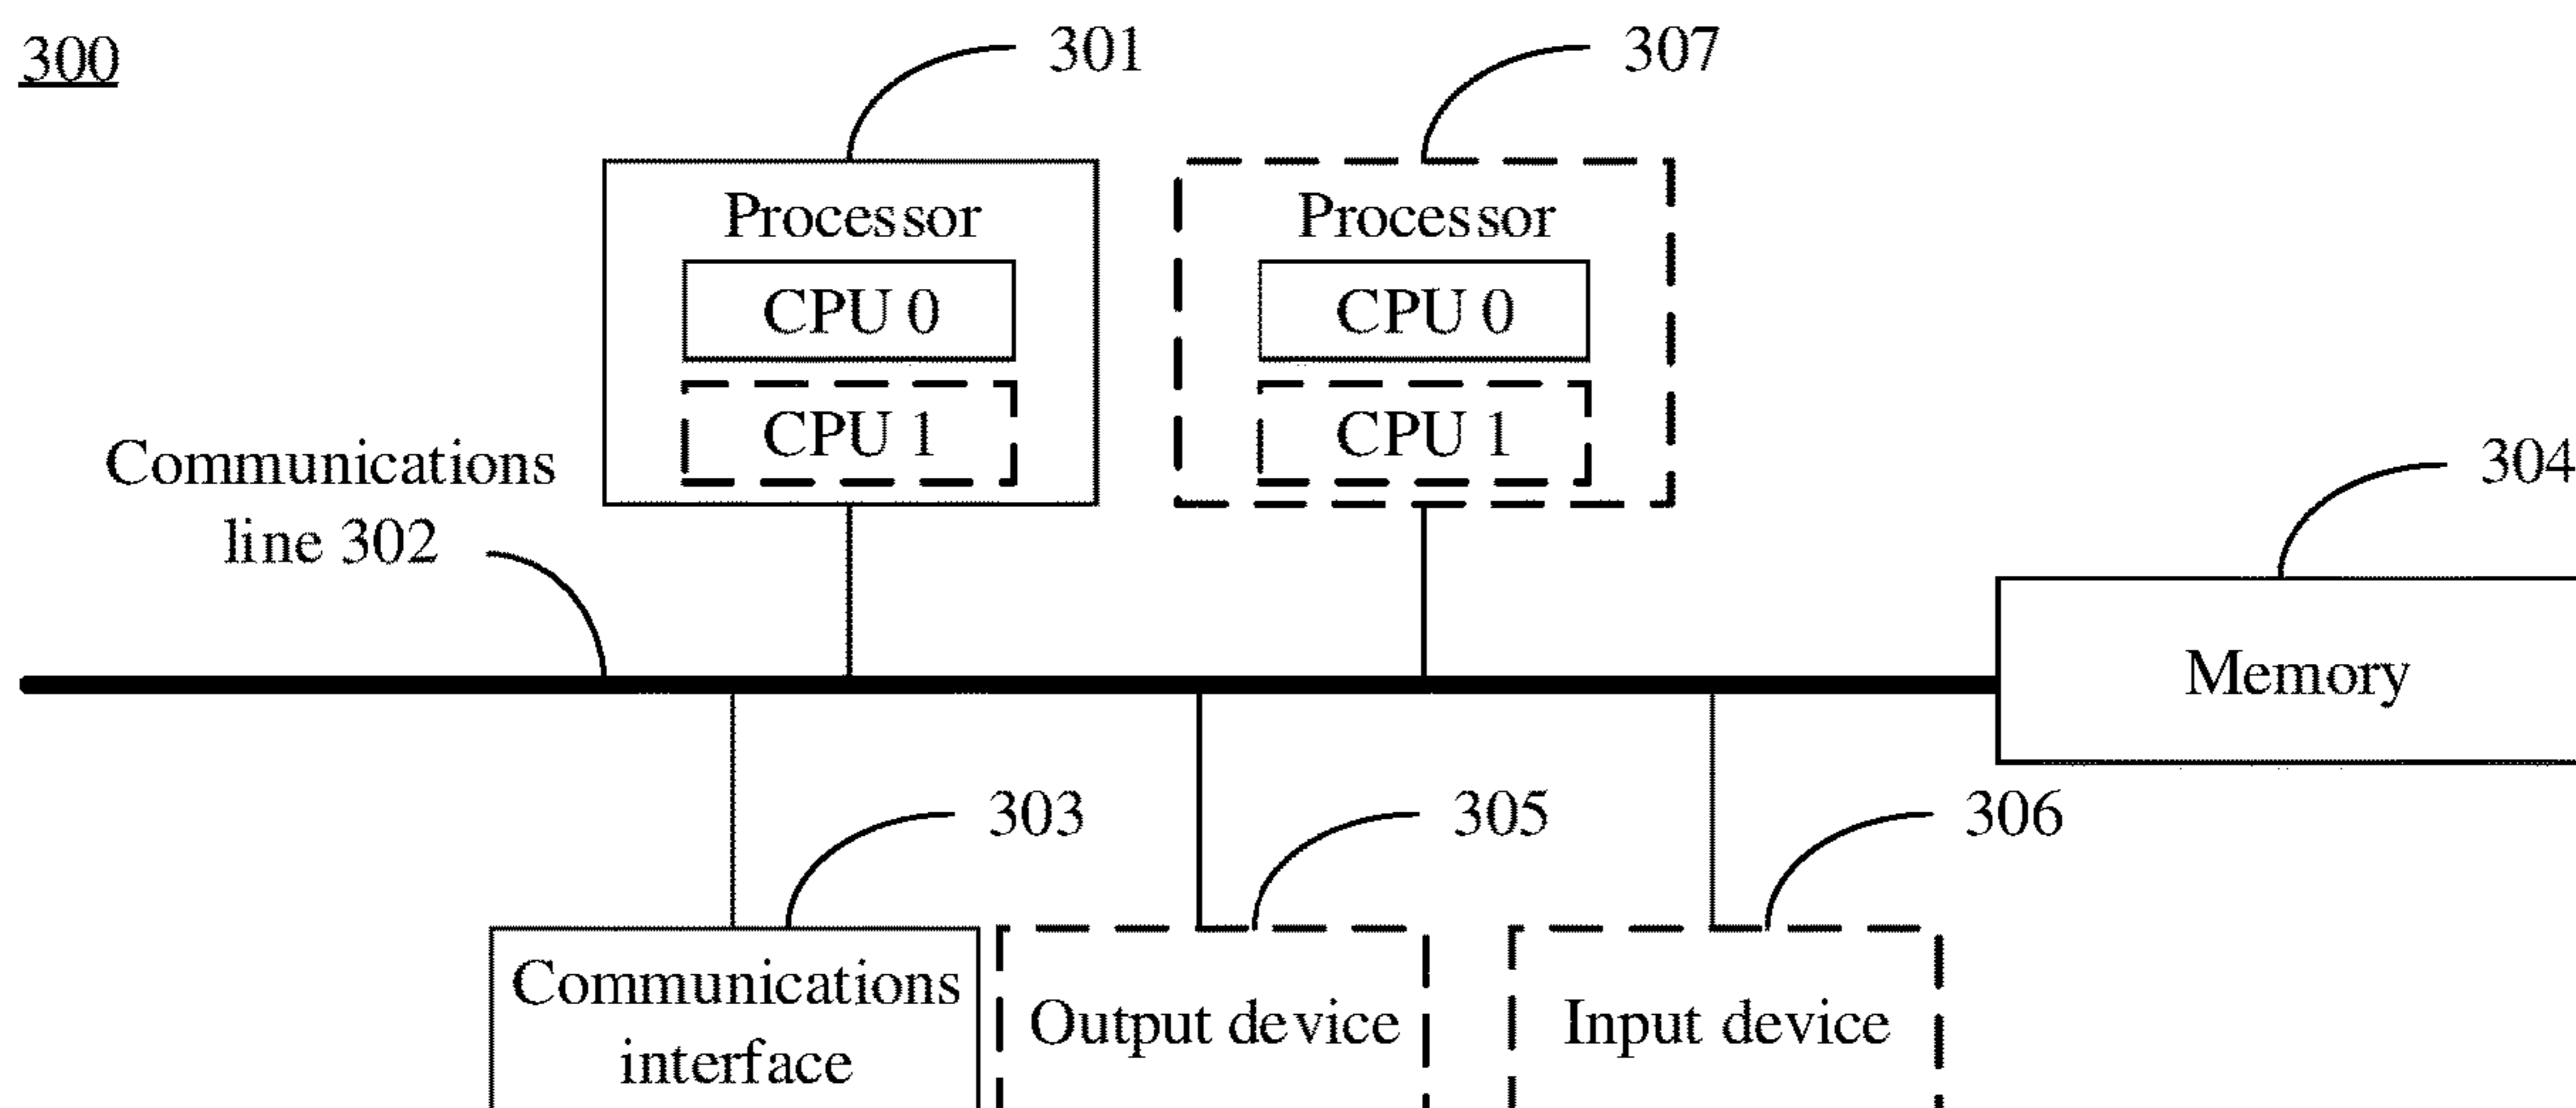 300
301
307
Processor
CPU 0
CPU 1
Processor
CPU 0
CPU 1
Communications
line 302
304
Memory
303
305
306
Communications
interface
Output device
Input device